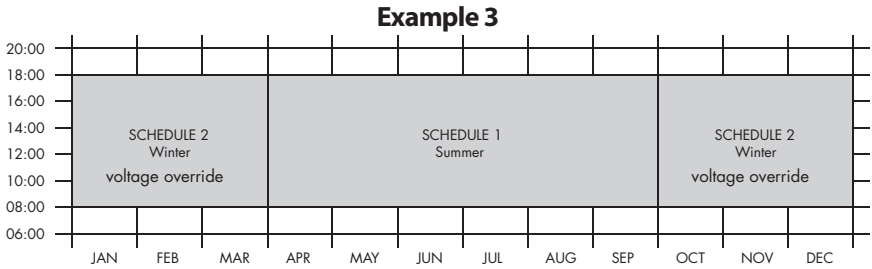 Example 3
20:00
18:00
16:00
14:00
12:00
10:00
08:00
06:00
SCHEDULE 2
Winter
voltage override
SCHEDULE 1
Summer
SCHEDULE 2
Winter
voltage override
JAN FEB MAR APR MAY JUN JUL AUG SEP OCT NOV DEC